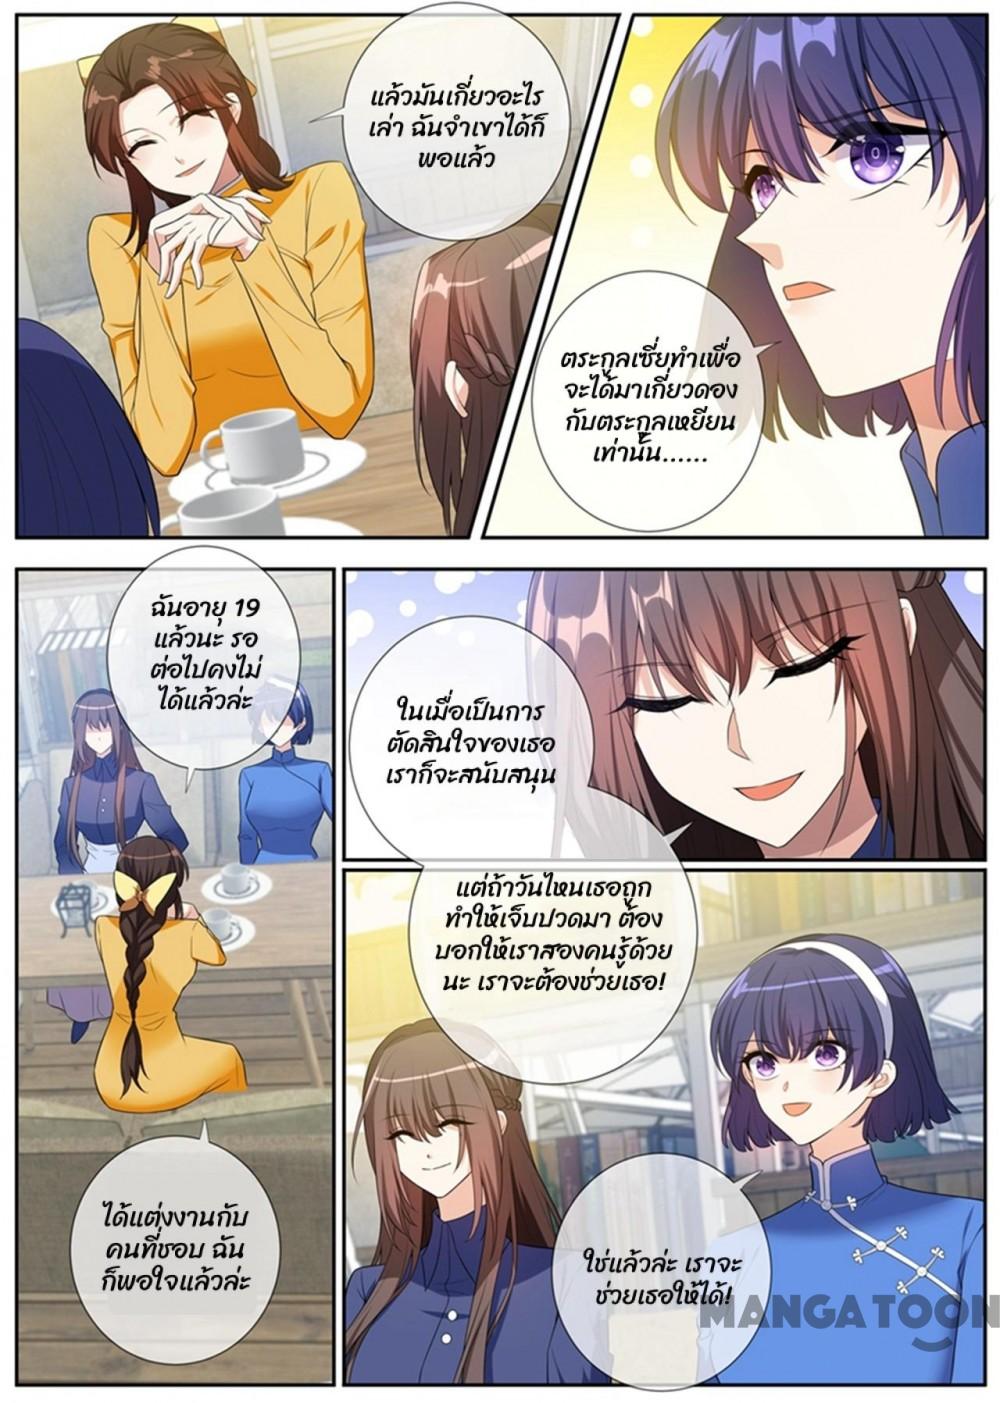 แล้วมันเกี่ยวอะไร
เล่า ฉันจำเขาได้ก็
พอแล้ว
ตระกูลเซี่ยทำเพื่อ
จะได้มาเกี่ยวดอง
กับตระกูลเหยียน
เท่านั้น......
ฉันอายุ 19
แล้วนะ รอ
ต่อไปคงไม่
ได้แล้วล่ะ
ในเมื่อเป็นการ
ตัดสินใจของเธอ
เราก็จะสนับสนุน
แต่ถ้าวันไหนเธอถูก
ทำให้เจ็บปวดมา ต้อง
บอกให้เราสองคนรู้ด้วย
นะ เราจะต้องช่วยเธอ!
ได้แต่งงานกับ
คนที่ชอบ ฉัน
ก็พอใจแล้วล่ะ
ใช่แล้วล่ะ เราจะ
ช่วยเธอให้ได้!
MANGATOON